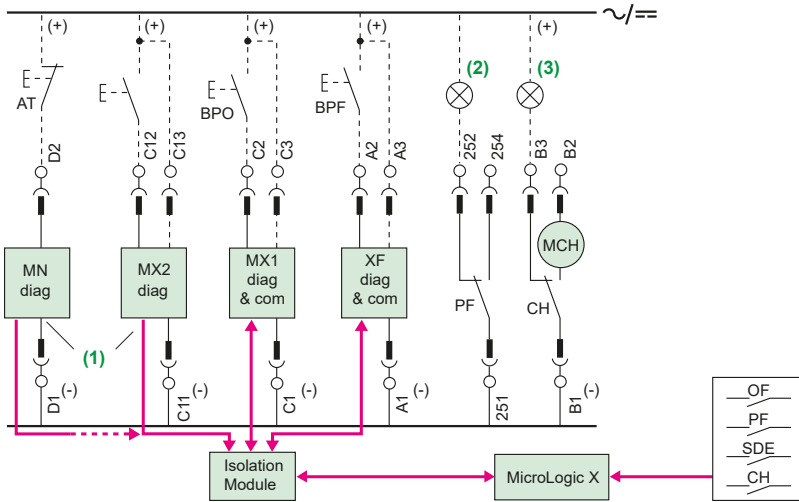 (+)
(+)
(+)
(+)
(+)
(2)
(3)
AT
BPO
BPF
D2
C12
C13
C2
C3
A2
A3
252
254
B3
B2
MN
diag
MX2
diag
MX1
diag
& com
XF
diag
& com
MCH
PF
CH
(1)
D1
(-)
C11
(-)
C1
(-)
A1
(-)
251
B1
(-)
OF
PF
SDE
CH
Isolation
Module
MicroLogic X